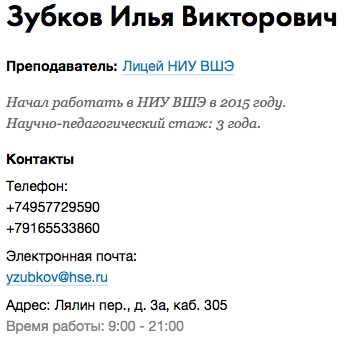 Зубков Илья Викторович
Преподаватель: Лицей НИУ ВШЭ
Начал работать в НИУ ВШЭ в 2015 году.
Научно-педагогический стаж: 3 года.
Контакты
Телефон:
+74957729590
+79165533860
Электронная почта:
yzubkov@hse.ru
Адрес: Лялин пер., д. 3а, каб. 305
Время работы: 9:00 - 21:00